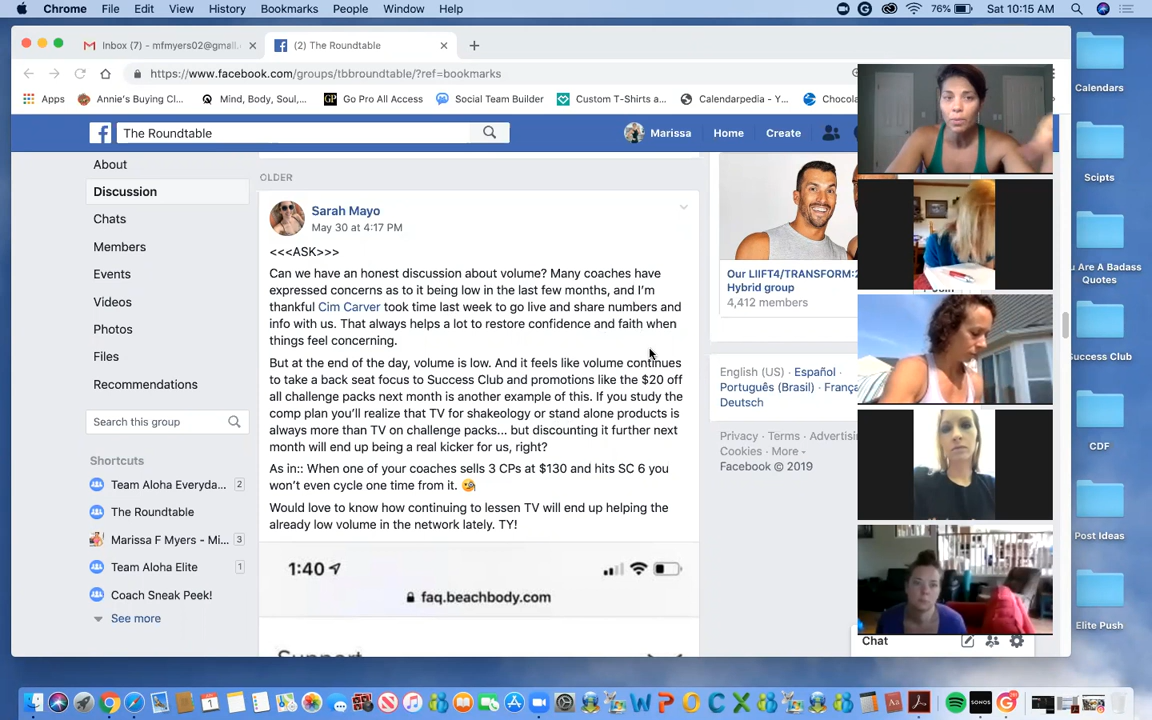 Chrome File Edit View History Bookmarks People Window Help 76% Sat 10:15 AM
Inbox (7) - mfmyers02@gmail. (2) The Roundtable
https://www.facebook.com/groups/tbbroundtable/?ref=bookmarks
Apps Annie's Buying Cl... Mind, Body, Soul,... GP Go Pro All Access Social Team Builder Custom T-Shirts a... Calendarpedia - Y... Chocola
The Roundtable Marissa Home Create
About
Discussion
Chats
Members
Events
Videos
Photos
Files
Recommendations
Search this group
Shortcuts
Team Aloha Everyda... 2
The Roundtable
Marissa F Myers - Mi... 3
Team Aloha Elite 1
Coach Sneak Peek!
See more
OLDER
Sarah Mayo
May 30 at 4:17 PM
<<<ASK>>>
Can we have an honest discussion about volume? Many coaches have
expressed concerns as to it being low in the last few months, and I'm
thankful Cim Carver took time last week to go live and share numbers and
info with us. That always helps a lot to restore confidence and faith when
things feel concerning.
But at the end of the day, volume is low. And it feels like volume continues
to take a back seat focus to Success Club and promotions like the $20 off
all challenge packs next month is another example of this. If you study the
comp plan you'll realize that TV for shakeology or stand alone products is
always more than TV on challenge packs... but discounting it further next
month will end up being a real kicker for us, right?
As in:: When one of your coaches sells 3 CPs at $130 and hits SC 6 you
won't even cycle one time from it. 🧐
Would love to know how continuing to lessen TV will end up helping the
already low volume in the network lately. TY!
1:40
faq.beachbody.com
Support
Our LIIFT4/TRANSFORM:2
Hybrid group
4,412 members
English (US) · Español ·
Português (Brasil) · França
Deutsch
Privacy · Terms · Advertisi
Cookies · More
Facebook © 2019
Chat
Calendars
Scipts
u Are A Badass
Quotes
Success Club
CDF
Post Ideas
Elite Push